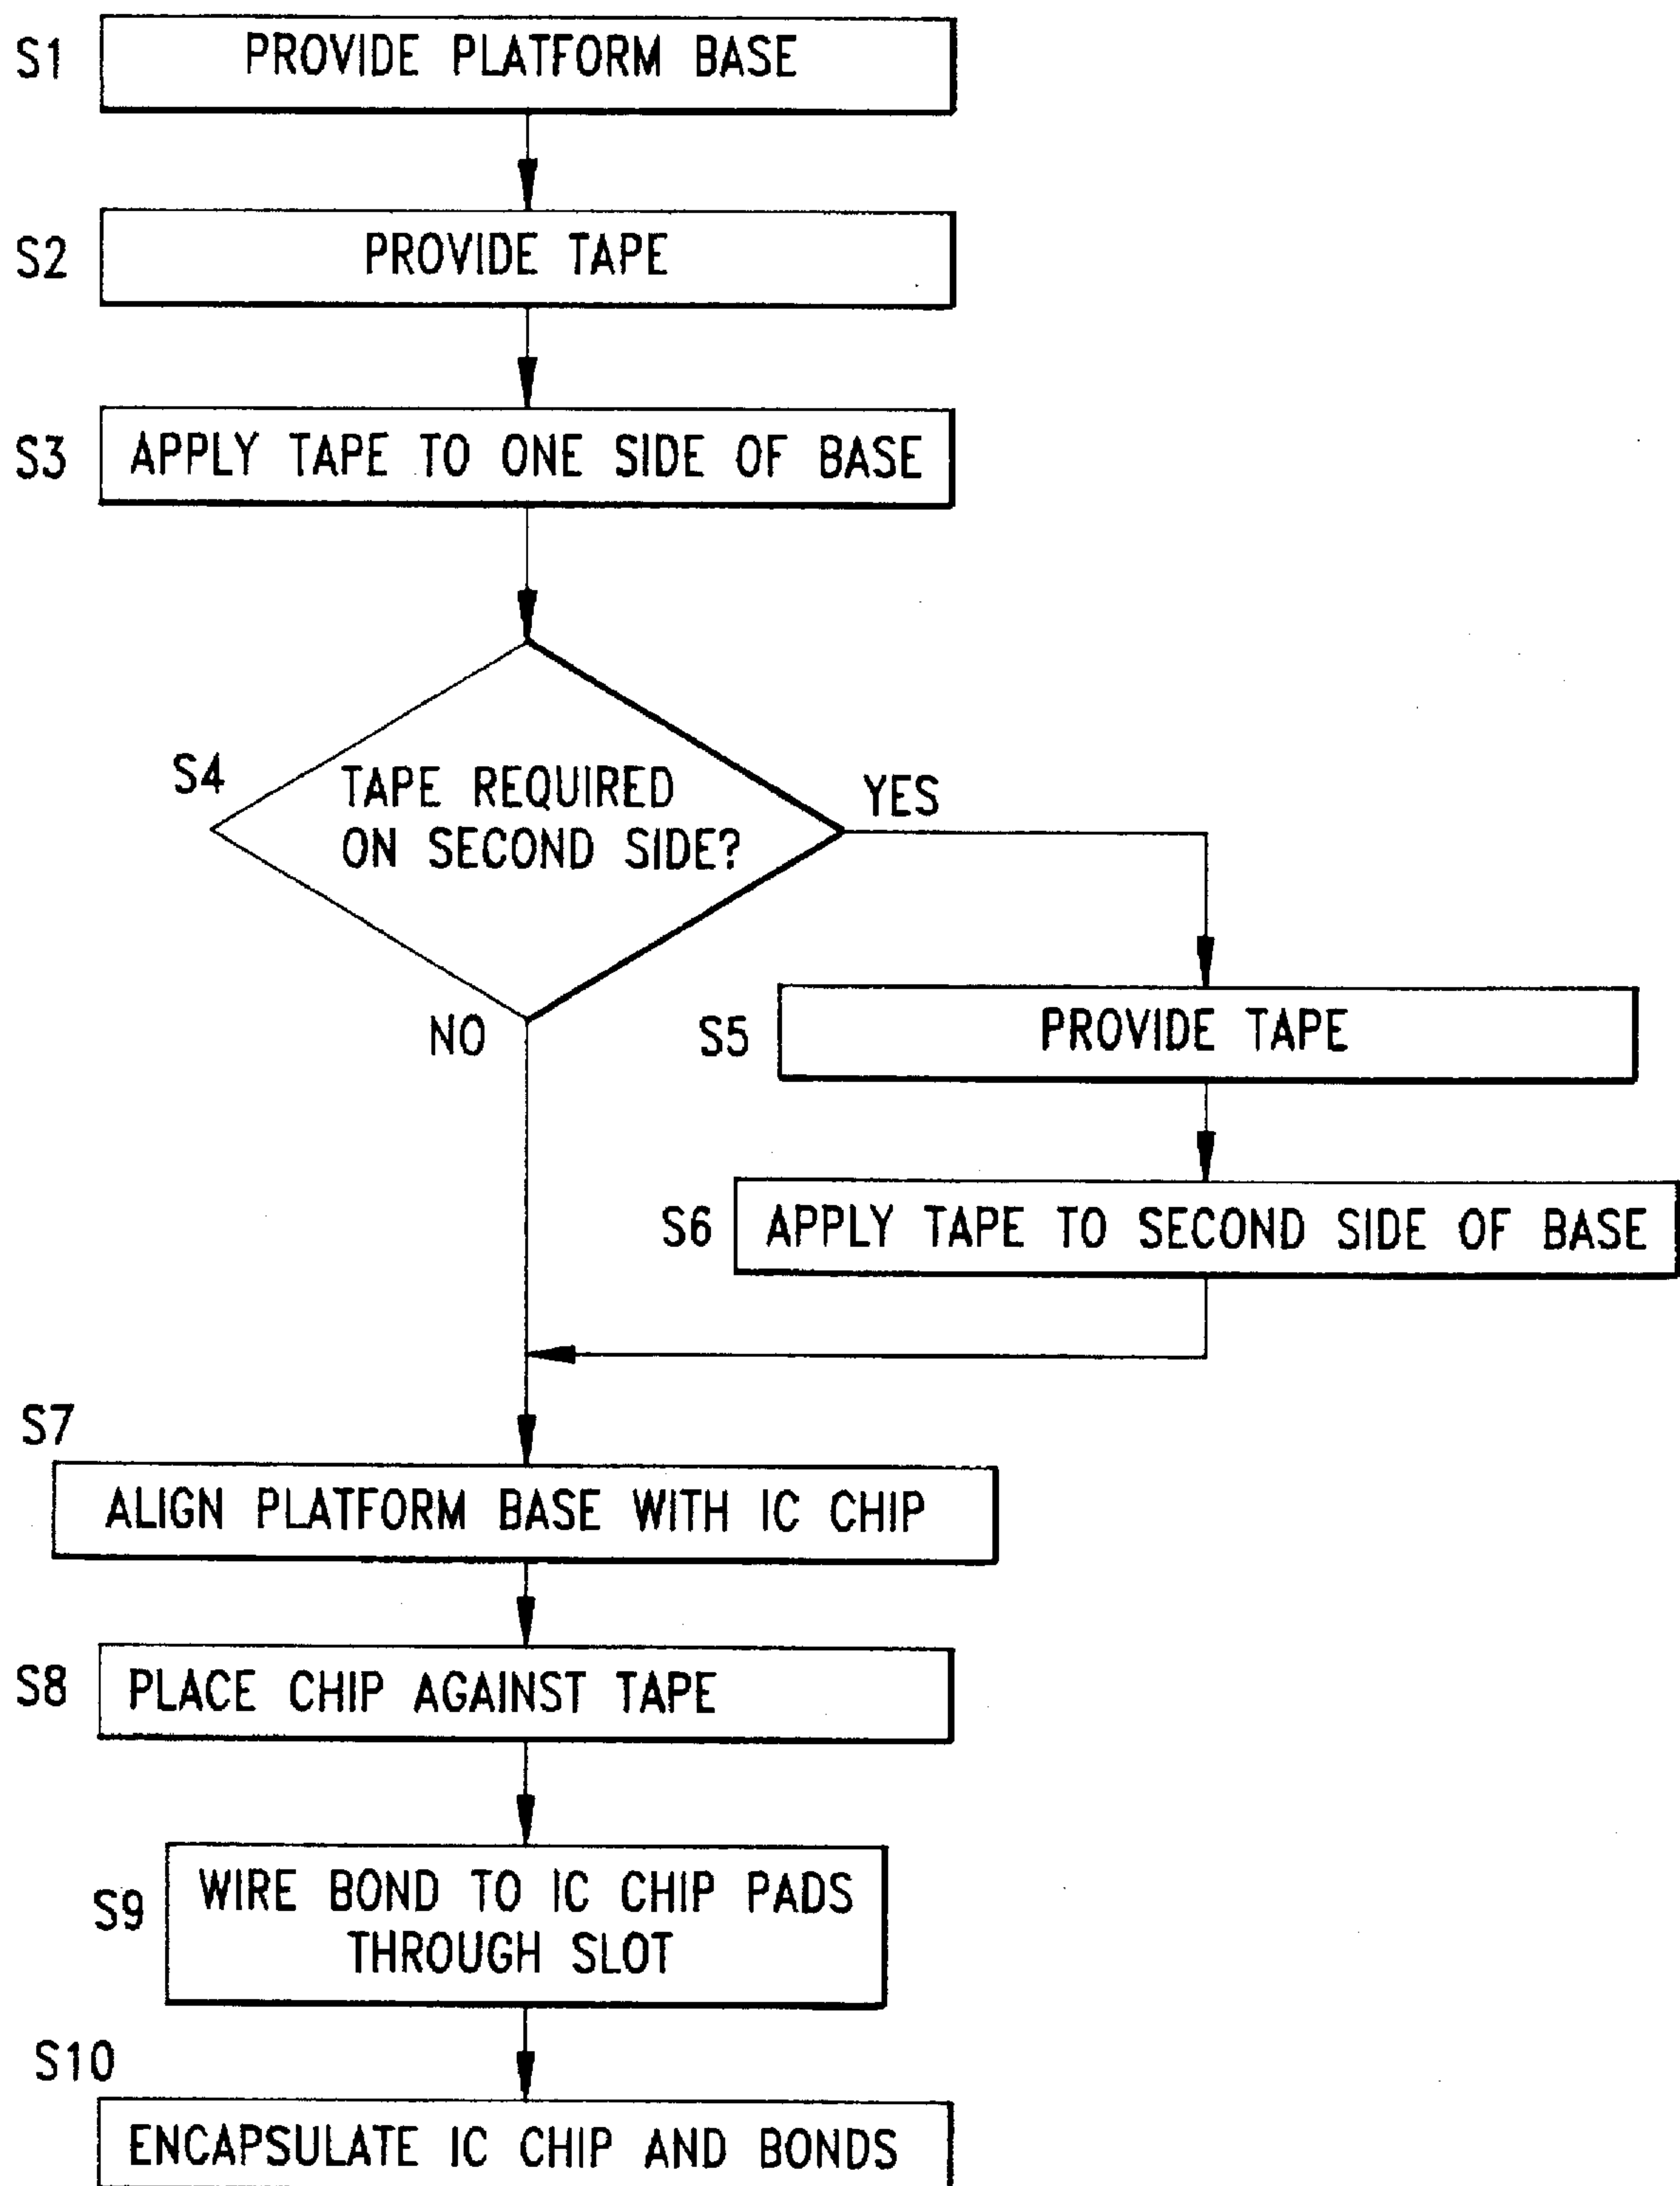 S1
PROVIDE PLATFORM BASE
S2
PROVIDE TAPE
S3
APPLY TAPE TO ONE SIDE OF BASE
S4
TAPE REQUIRED
ON SECOND SIDE?
YES
NO
S5
PROVIDE TAPE
S6
APPLY TAPE TO SECOND SIDE OF BASE
S7
ALIGN PLATFORM BASE WITH IC CHIP
S8
PLACE CHIP AGAINST TAPE
S9
WIRE BOND TO IC CHIP PADS
THROUGH SLOT
S10
ENCAPSULATE IC CHIP AND BONDS